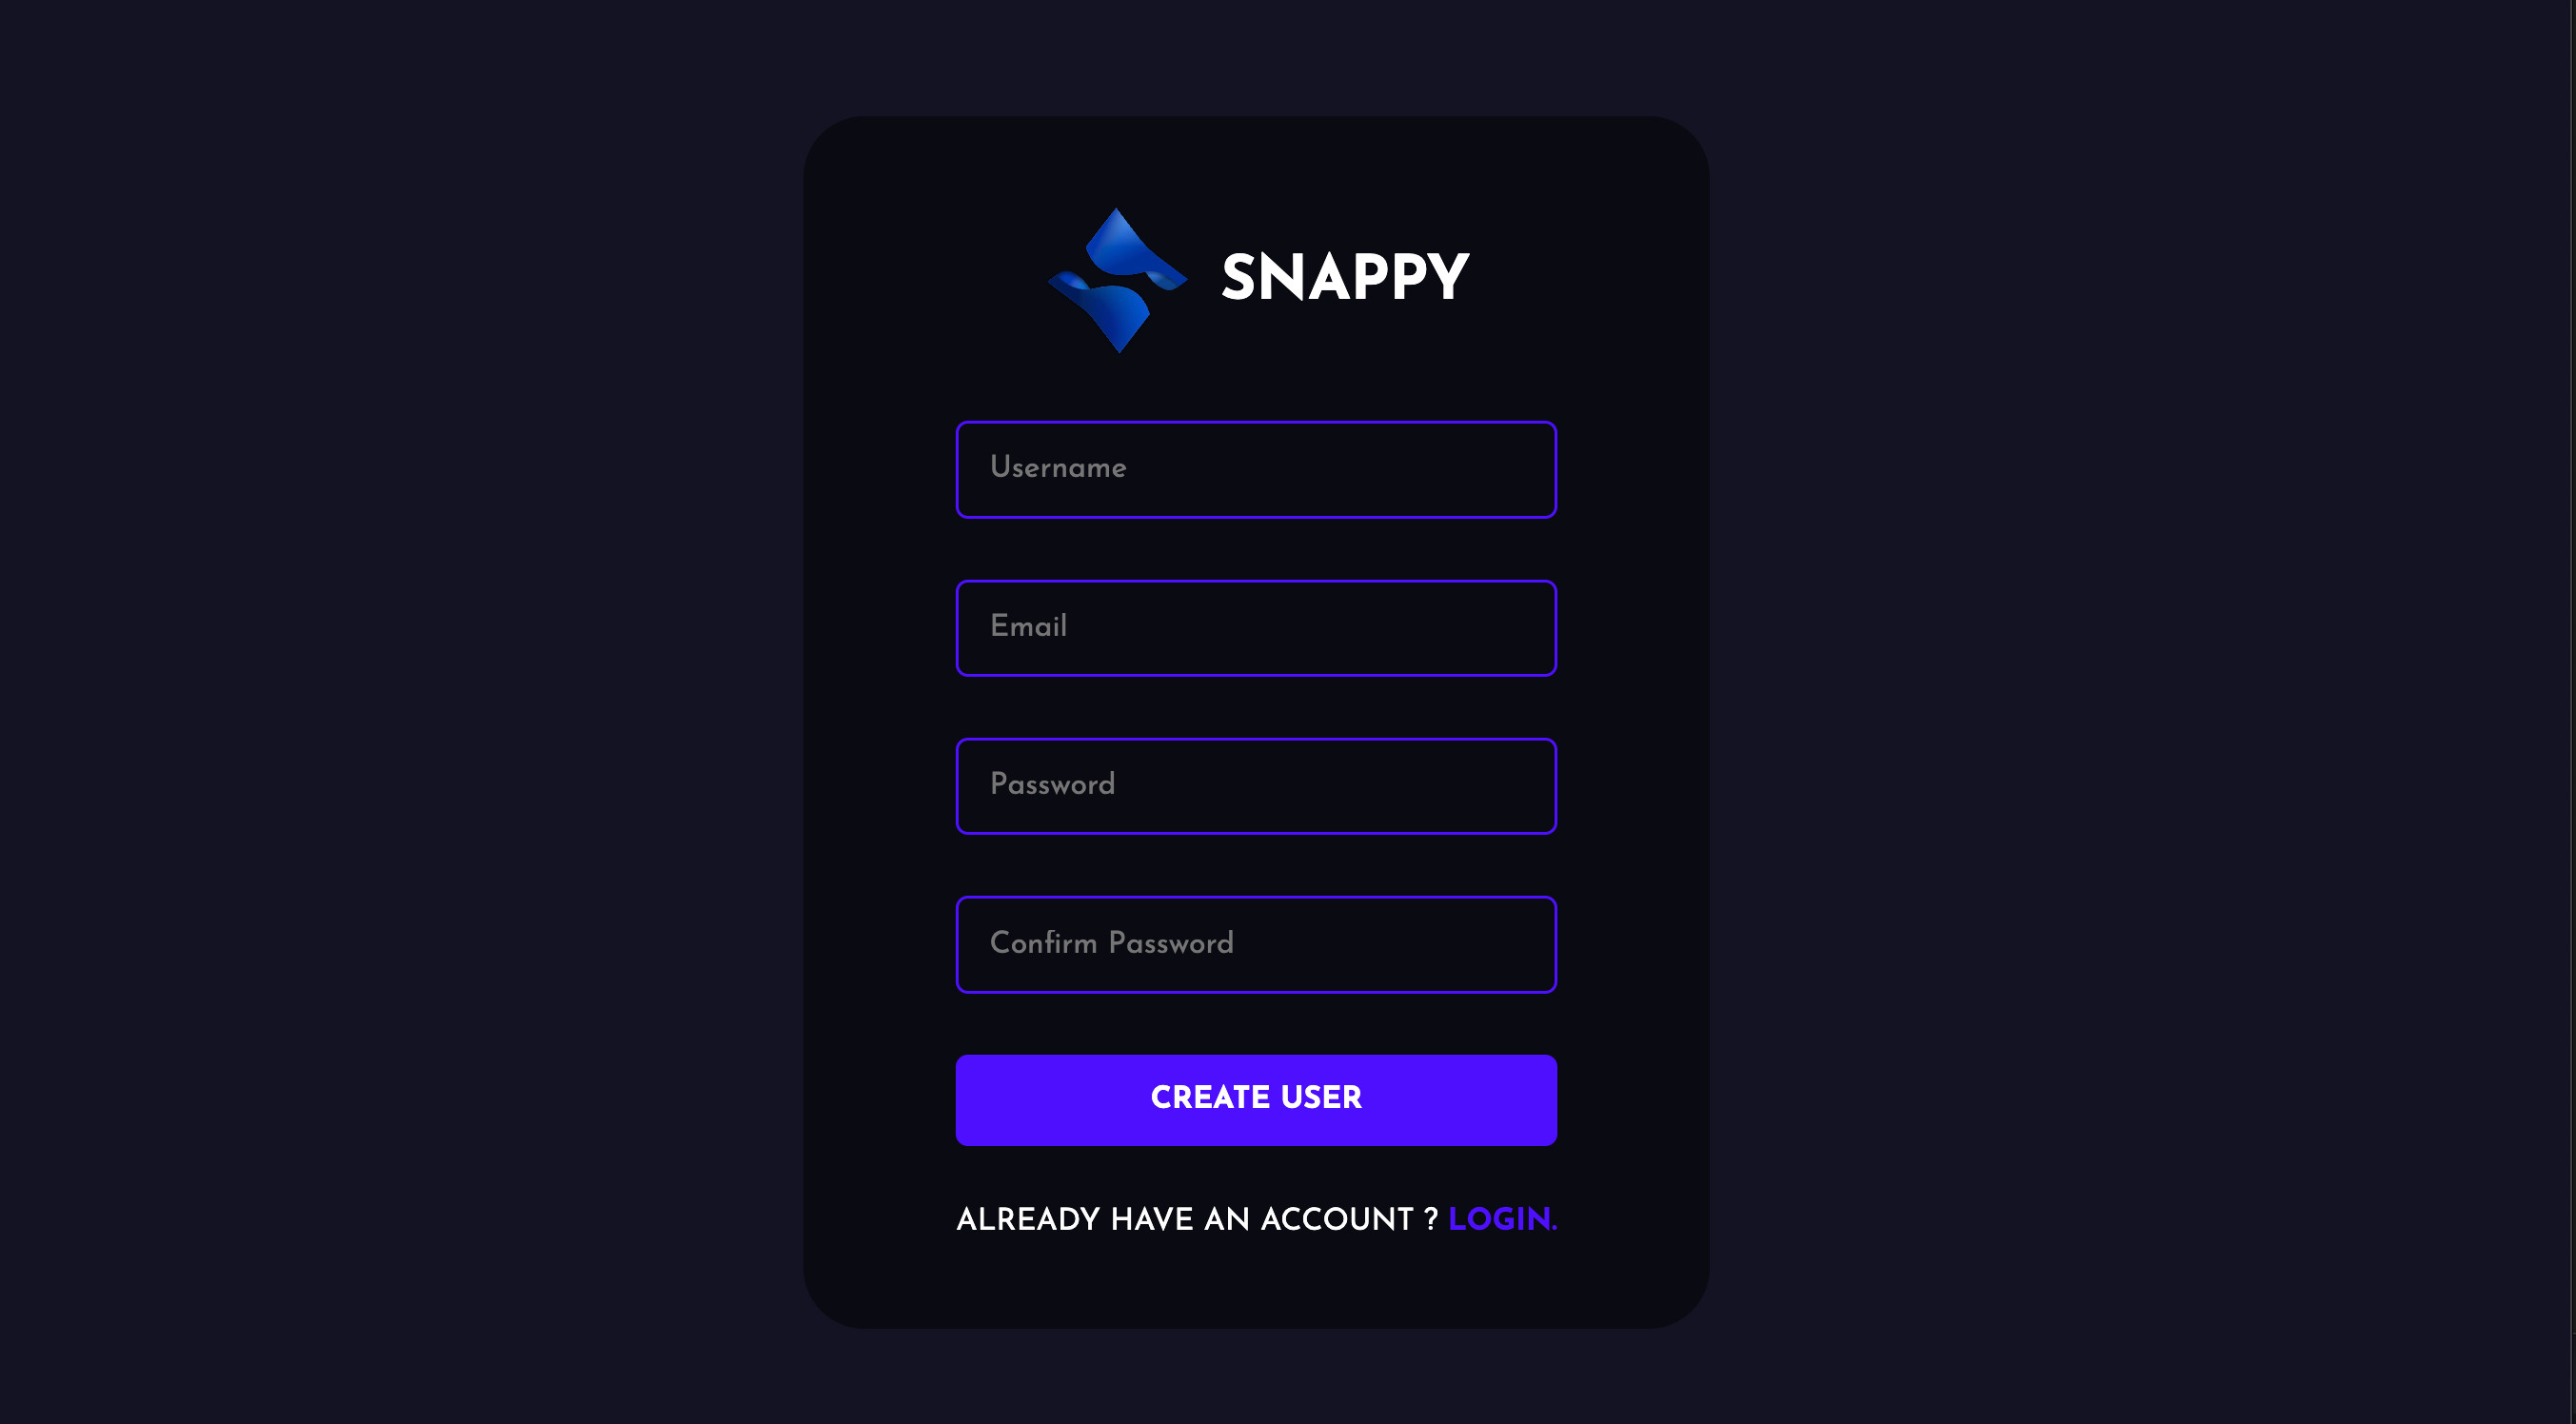 SNAPPY
Username
Email
Password
Confirm Password
CREATE USER
ALREADY HAVE AN ACCOUNT ? LOGIN.